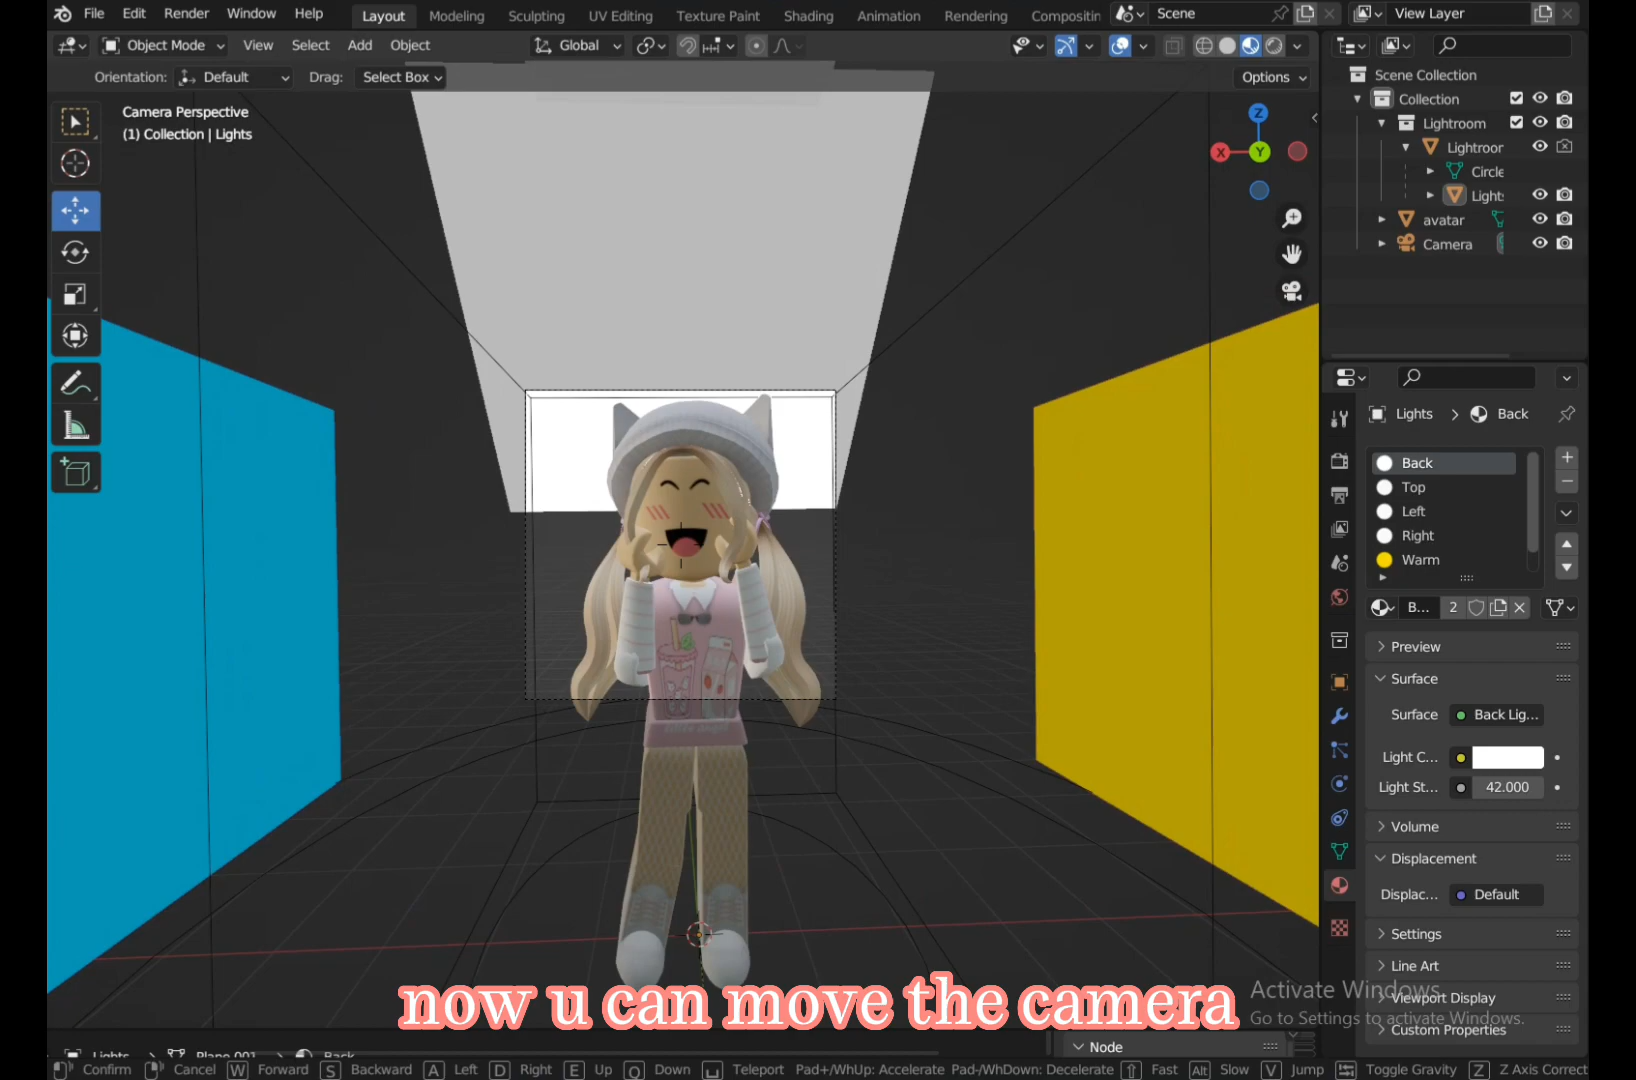 File Edit Render Window Help Layout Modeling Sculpting UV Editing Texture Paint Shading Animation Rendering Scene View Layer
Object Mode View Select Add Object Global
Orientation: Default Drag: Select Box Options
Camera Perspective
(1) Collection | Lights
Z
X
Y
Scene Collection
Collection
Lightroom
Lightroor
Circle
Light:
avatar
Camera
Lights > Back
Back
Top
Left
Right
Warm
B... 2
Preview
Surface
Surface Back Lig...
Light C...
Light St... 42.000
Volume
Displacement
Displac... Default
Settings
Line Art
Viewport Display
Custom Properties
Activate Windows
Go to Settings to activate Windows.
now u can move the camera
Lights Plane.001 Back
Node
Confirm Cancel W Forward S Backward A Left D Right E Up Q Down Teleport Pad+/WhUp: Accelerate Pad-/WhDown: Decelerate Fast Alt Slow V Jump Toggle Gravity Z Z Axis Correct